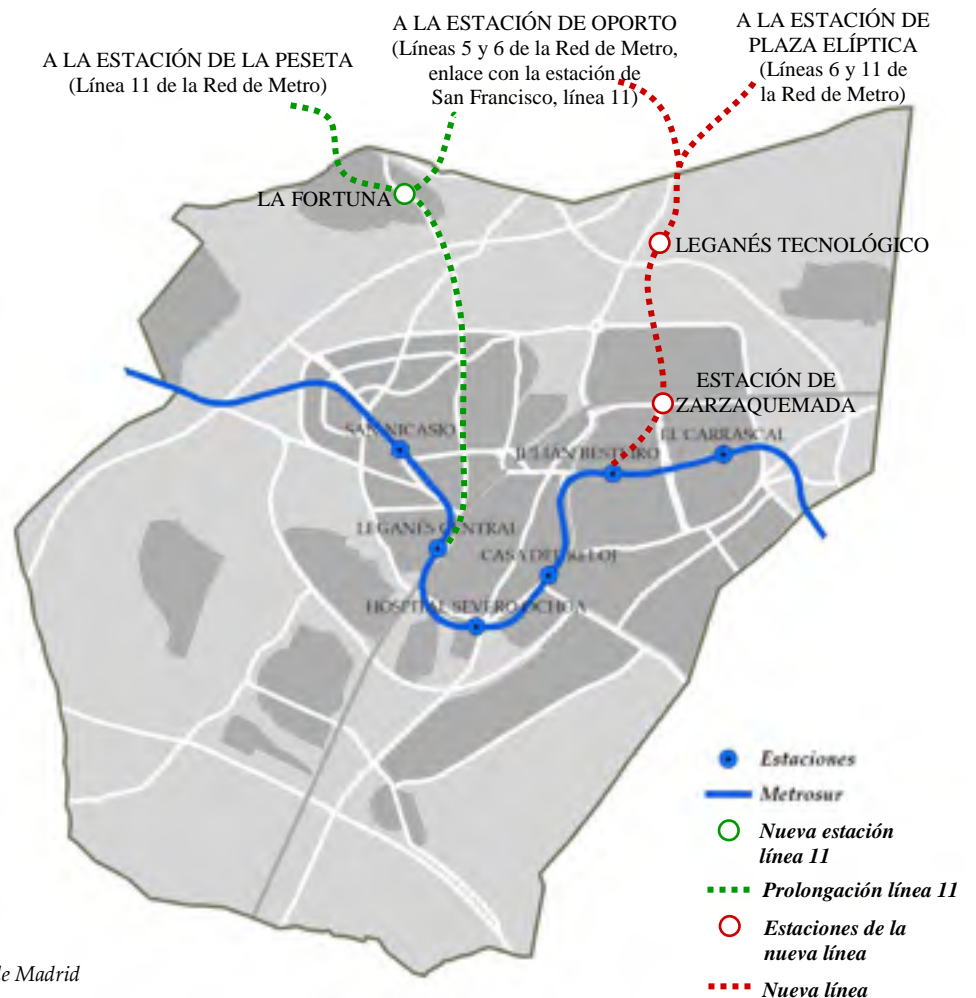 A LA ESTACIÓN DE LA PESETA
(Línea 11 de la Red de Metro)
A LA ESTACIÓN DE OPORTO
(Líneas 5 y 6 de la Red de Metro,
enlace con la estación de
San Francisco, línea 11)
A LA ESTACIÓN DE
PLAZA ELÍPTICA
(Líneas 6 y 11 de
la Red de Metro)
LA FORTUNA
LEGANÉS TECNOLÓGICO
ESTACIÓN DE
ZARZAQUEMADA
SAN NICASIO
JULIÁN BESTEIRO
EL CARRASCAL
LEGANÉS CENTRAL
CASA DEL RELOJ
HOSPITAL SEVERO OCHOA
Estaciones
Metrosur
Nueva estación
línea 11
Prolongación línea 11
Estaciones de la
nueva línea
Nueva línea
de Madrid